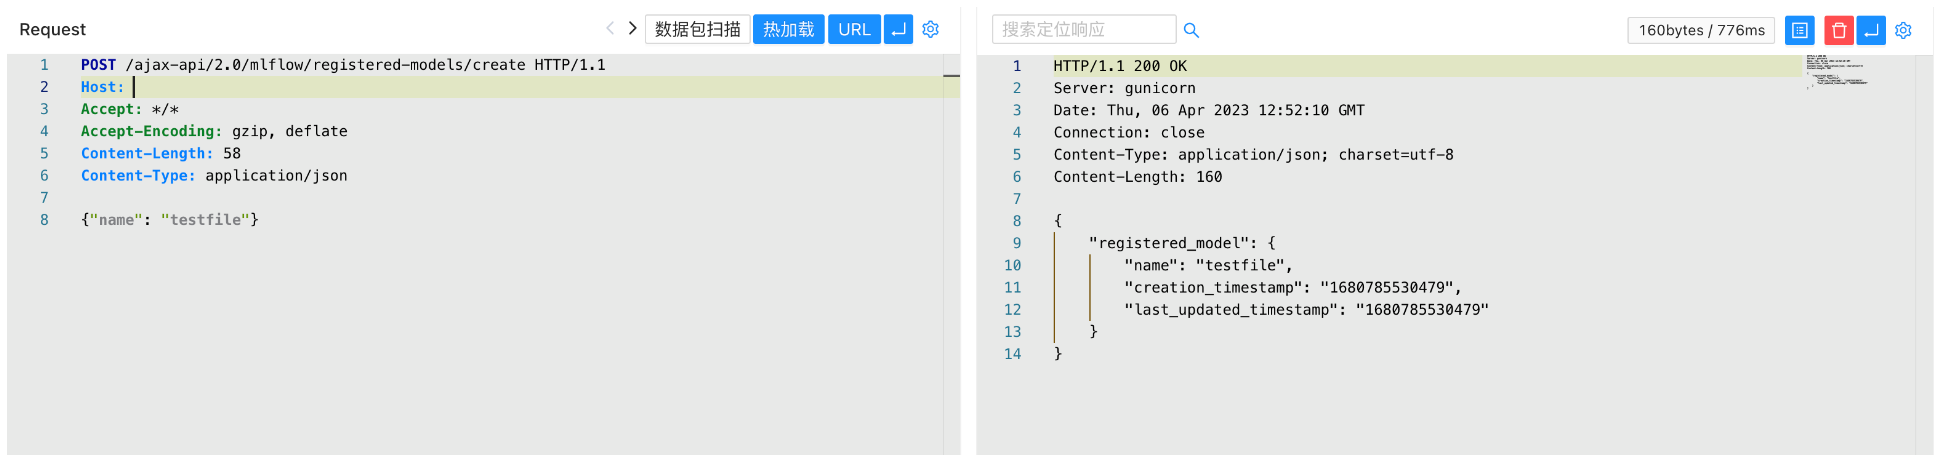 Request
数据包扫描 热加载 URL
1 POST /ajax-api/2.0/mlflow/registered-models/create HTTP/1.1
2 Host:
3 Accept: */*
4 Accept-Encoding: gzip, deflate
5 Content-Length: 58
6 Content-Type: application/json
7
8 {"name": "testfile"}
搜索定位响应
160bytes / 776ms
1 HTTP/1.1 200 OK
2 Server: gunicorn
3 Date: Thu, 06 Apr 2023 12:52:10 GMT
4 Connection: close
5 Content-Type: application/json; charset=utf-8
6 Content-Length: 160
7
8 {
9 "registered_model": {
10 "name": "testfile",
11 "creation_timestamp": "1680785530479",
12 "last_updated_timestamp": "1680785530479"
13 }
14 }